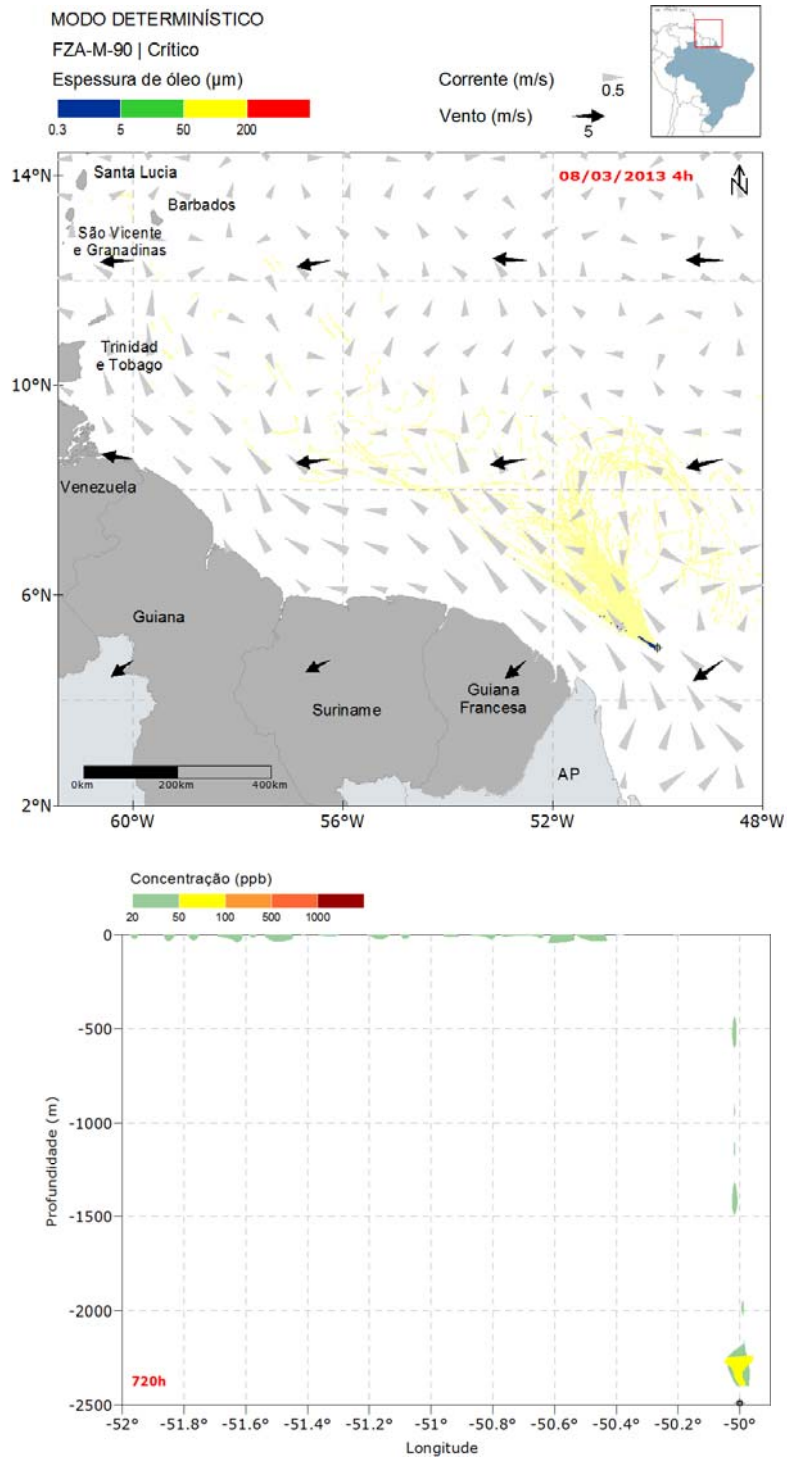 MODO DETERMINÍSTICO
FZA-M-90 | Crítico
Espessura de óleo (µm)
0.3 5 50 200
Corrente (m/s)
0.5
Vento (m/s)
5
08/03/2013 4h
N
14°N
10°N
6°N
2°N
Santa Lucia
Barbados
São Vicente
e Granadinas
Trinidad
e Tobago
Venezuela
Guiana
Suriname
Guiana
Francesa
AP
0km 200km 400km
60°W 56°W 52°W 48°W
Concentração (ppb)
20 50 100 500 1000
0
-500
-1000
-1500
-2000
-2500
Profundidade (m)
720h
-52° -51.8° -51.6° -51.4° -51.2° -51° -50.8° -50.6° -50.4° -50.2° -50°
Longitude